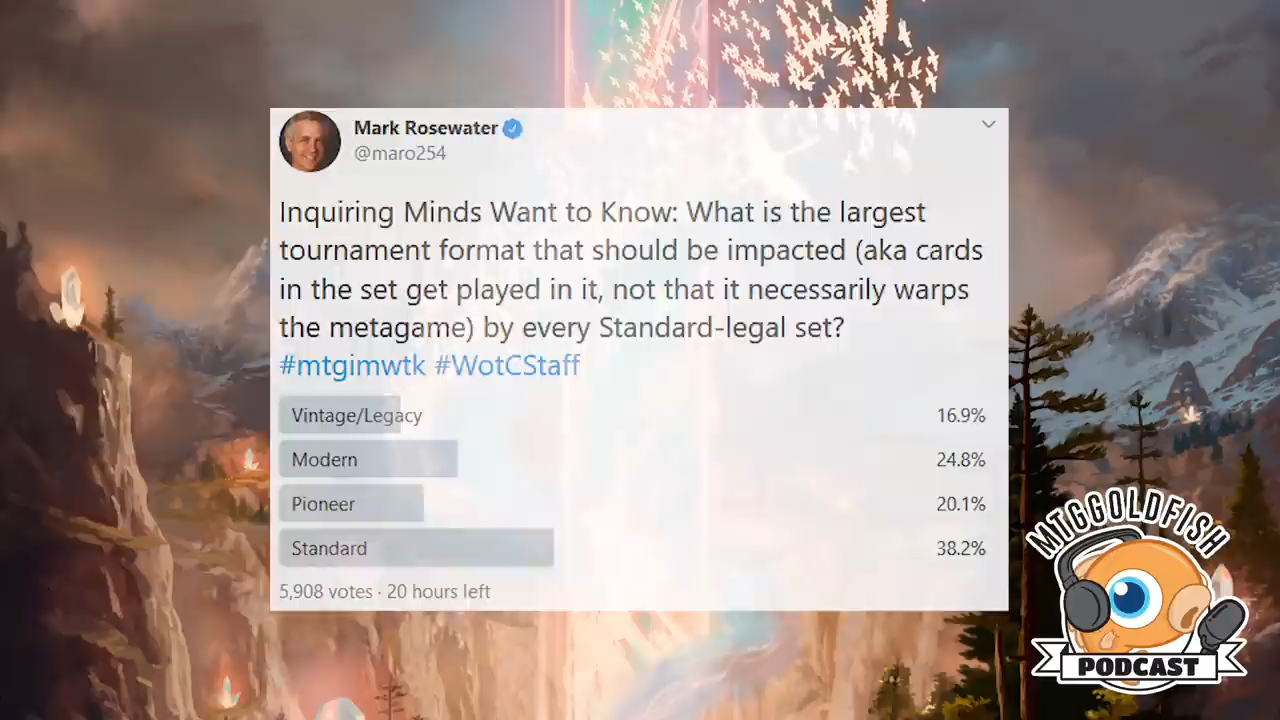 Mark Rosewater
@maro254
Inquiring Minds Want to Know: What is the largest
tournament format that should be impacted (aka cards
in the set get played in it, not that it necessarily warps
the metagame) by every Standard-legal set?
#mtgimwtk #WotCStaff
Vintage/Legacy 16.9%
Modern 24.8%
Pioneer 20.1%
Standard 38.2%
5,908 votes · 20 hours left
MTGGOLDFISH
PODCAST